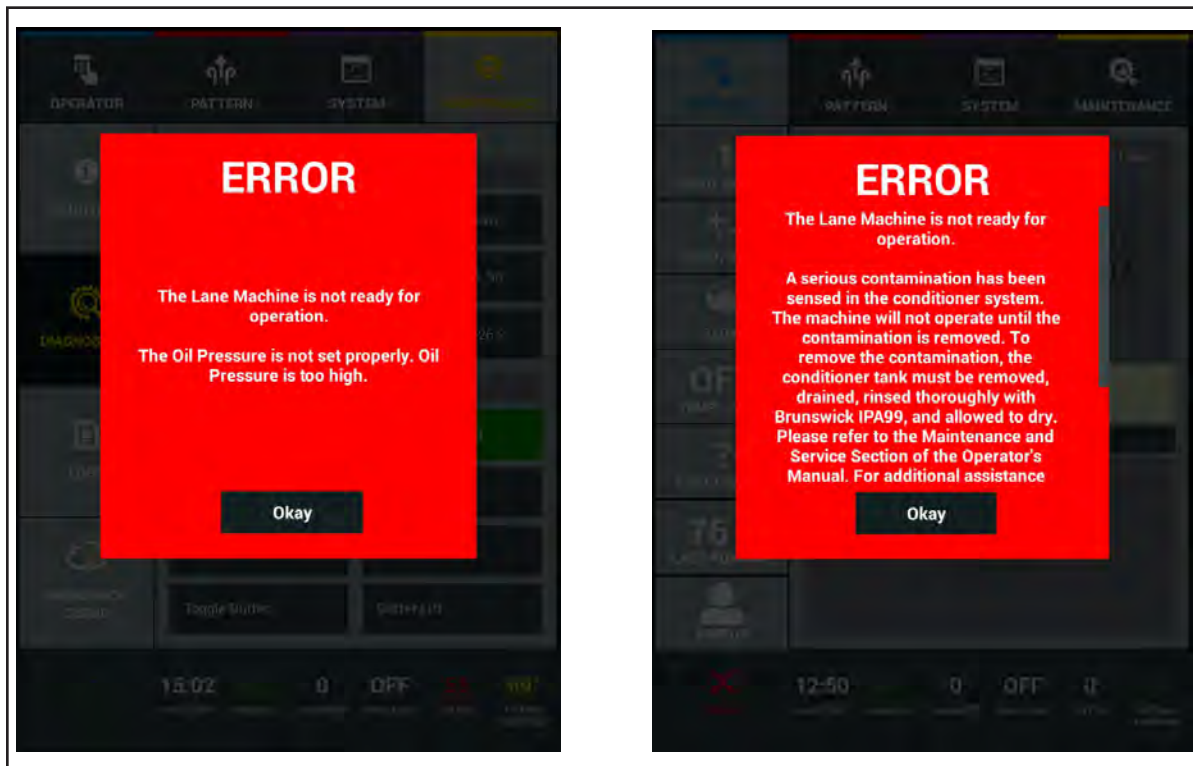 OPERATOR
PATTERN
SYSTEM
ERROR
The Lane Machine is not ready for
operation.
The Oil Pressure is not set properly. Oil
Pressure is too high.
Okay
15:02
0
OFF
PATTERN
SYSTEM
MAINTENANCE
ERROR
The Lane Machine is not ready for
operation.
A serious contamination has been
sensed in the conditioner system.
The machine will not operate until the
contamination is removed. To
remove the contamination, the
conditioner tank must be removed,
drained, rinsed thoroughly with
Brunswick IPA99, and allowed to dry.
Please refer to the Maintenance and
Service Section of the Operator's
Manual. For additional assistance
Okay
12:50
0
OFF
0